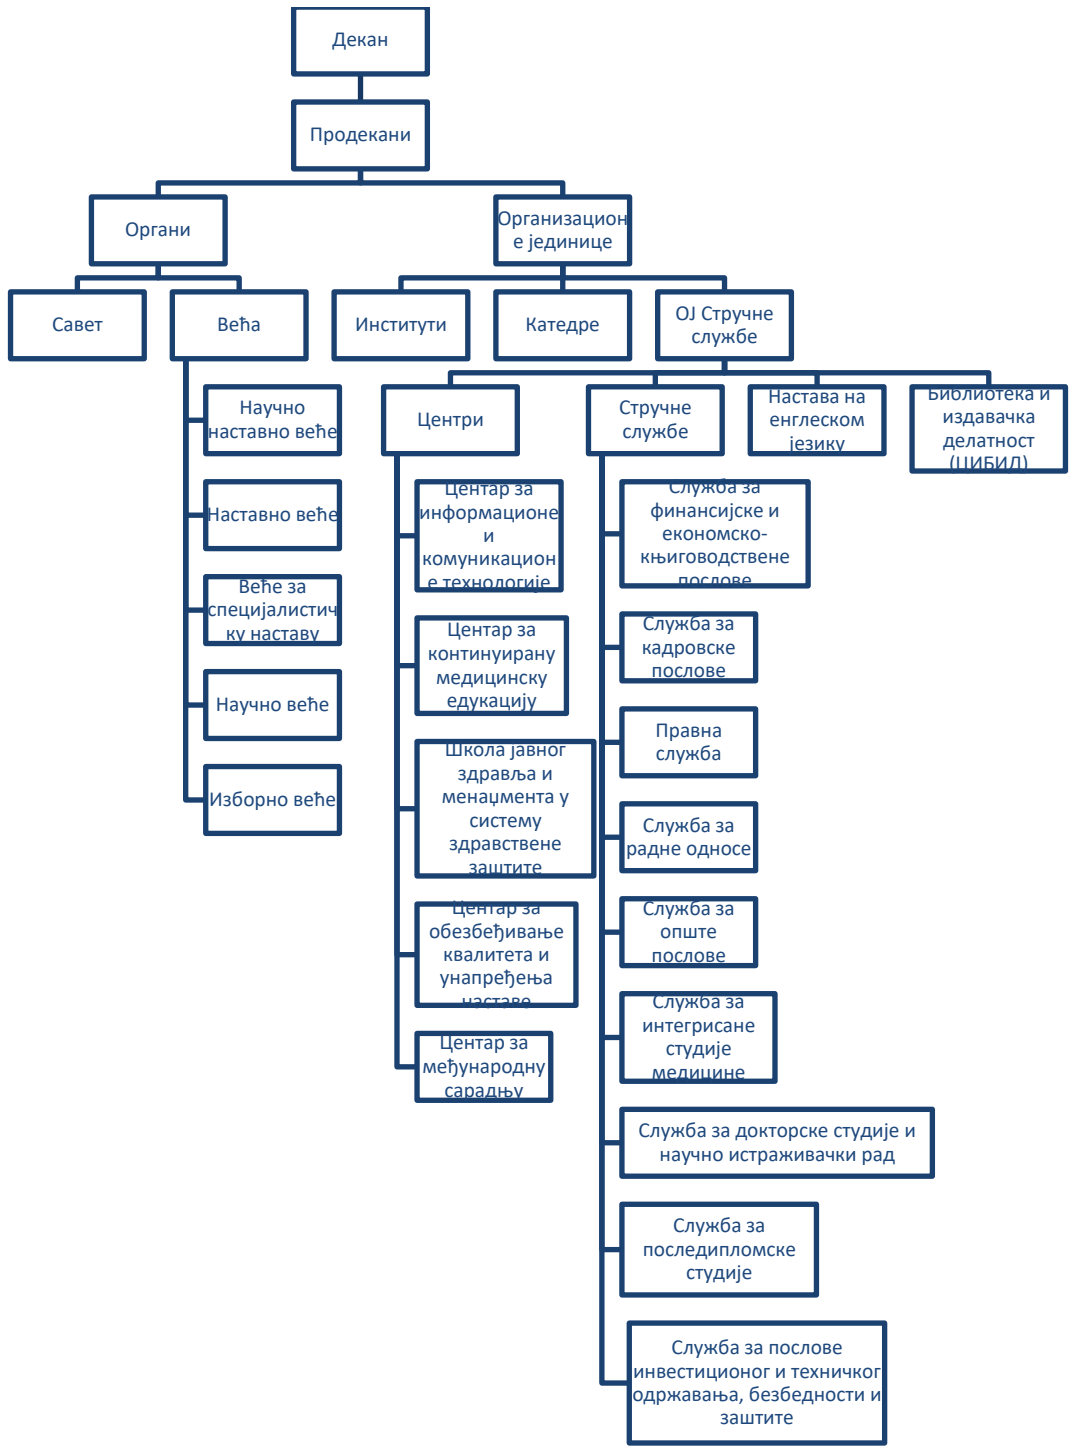 Декан
Продекани
Органи
Организацион
е јединице
Савет
Већа
Институти
Катедре
ОЈ Стручне
службе
Научно
наставно веће
Наставно веће
Веће за
специјалистич
ку наставу
Научно веће
Изборно веће
Центри
Центар за
информационе
и
комуникацион
е технологије
Центар за
континуирану
медицинску
едукацију
Школа јавног
здравља и
менаџмента у
систему
здравствене
заштите
Центар за
обезбеђивање
квалитета и
унапређења
наставе
Центар за
међународну
сарадњу
Стручне
службе
Служба за
финансијске и
економско-
књиговодствене
послове
Служба за
кадровске
послове
Правна
служба
Служба за
радне односе
Служба за
опште
послове
Служба за
интегрисане
студије
медицине
Служба за докторске студије и
научно истраживачки рад
Служба за
последипломске
студије
Служба за послове
инвестиционог и техничког
одржавања, безбедности и
заштите
Настава на
енглеском
језику
Библиотека и
издавачка
делатност
(ЦИБИД)